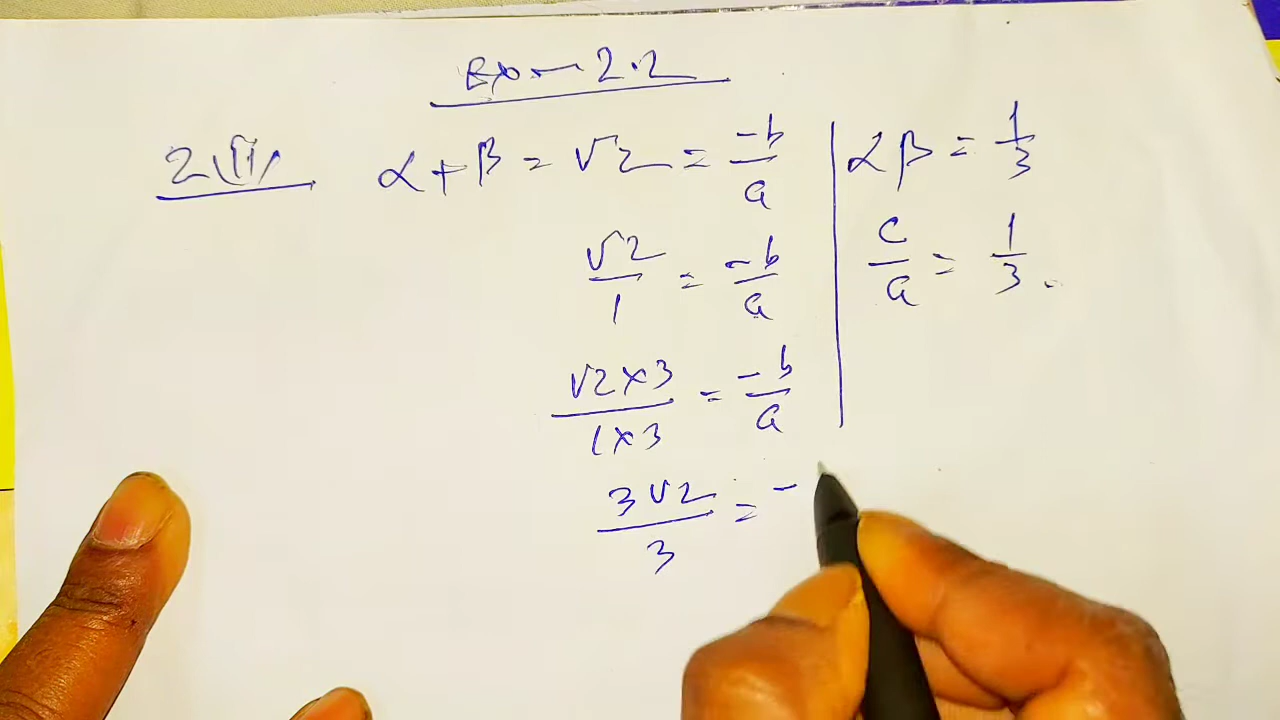 Ex - 2.2
2(ii) α + β = √2 = -b/a
√2/1 = -b/a
√2×3/1×3 = -b/a
3√2/3 = -
αβ = 1/3
c/a = 1/3.